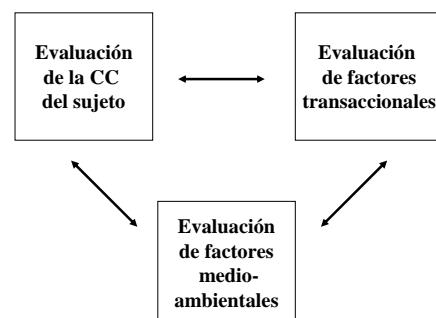 Evaluación
de la CC
del sujeto
Evaluación
de factores
transaccionales
Evaluación
de factores
medio-
ambientales